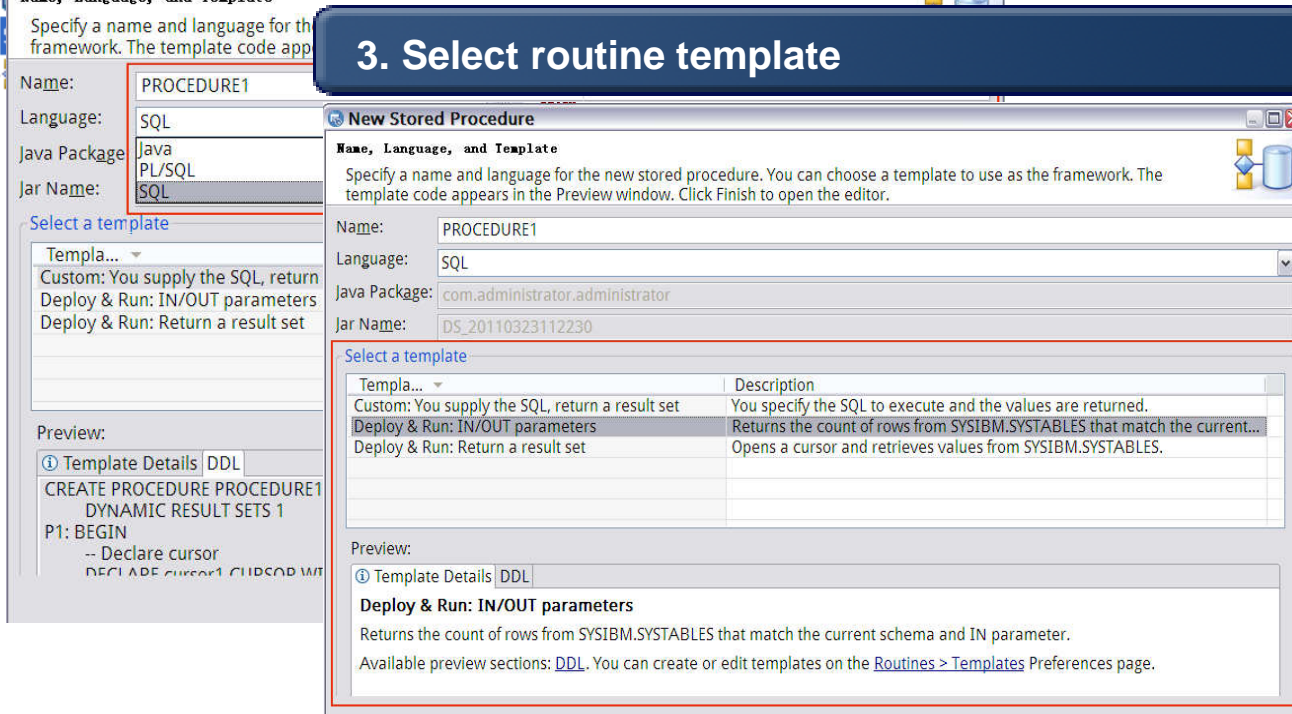 Name, Language, and Template
Specify a name and language for th
framework. The template code app
Name:
PROCEDURE1
Language:
SQL
Java Package
Java
PL/SQL
Jar Name:
SQL
Select a template
Templa...
Custom: You supply the SQL, return
Deploy & Run: IN/OUT parameters
Deploy & Run: Return a result set
Preview:
Template Details DDL
CREATE PROCEDURE PROCEDURE1
DYNAMIC RESULT SETS 1
P1: BEGIN
-- Declare cursor
DECLARE cursor1 CURSOR WI
3. Select routine template
New Stored Procedure
Name, Language, and Template
Specify a name and language for the new stored procedure. You can choose a template to use as the framework. The
template code appears in the Preview window. Click Finish to open the editor.
Name: PROCEDURE1
Language: SQL
Java Package: com.administrator.administrator
Jar Name: DS_20110323112230
Select a template
Templa... Description
Custom: You supply the SQL, return a result set You specify the SQL to execute and the values are returned.
Deploy & Run: IN/OUT parameters Returns the count of rows from SYSIBM.SYSTABLES that match the current...
Deploy & Run: Return a result set Opens a cursor and retrieves values from SYSIBM.SYSTABLES.
Preview:
Template Details DDL
Deploy & Run: IN/OUT parameters
Returns the count of rows from SYSIBM.SYSTABLES that match the current schema and IN parameter.
Available preview sections: DDL. You can create or edit templates on the Routines > Templates Preferences page.